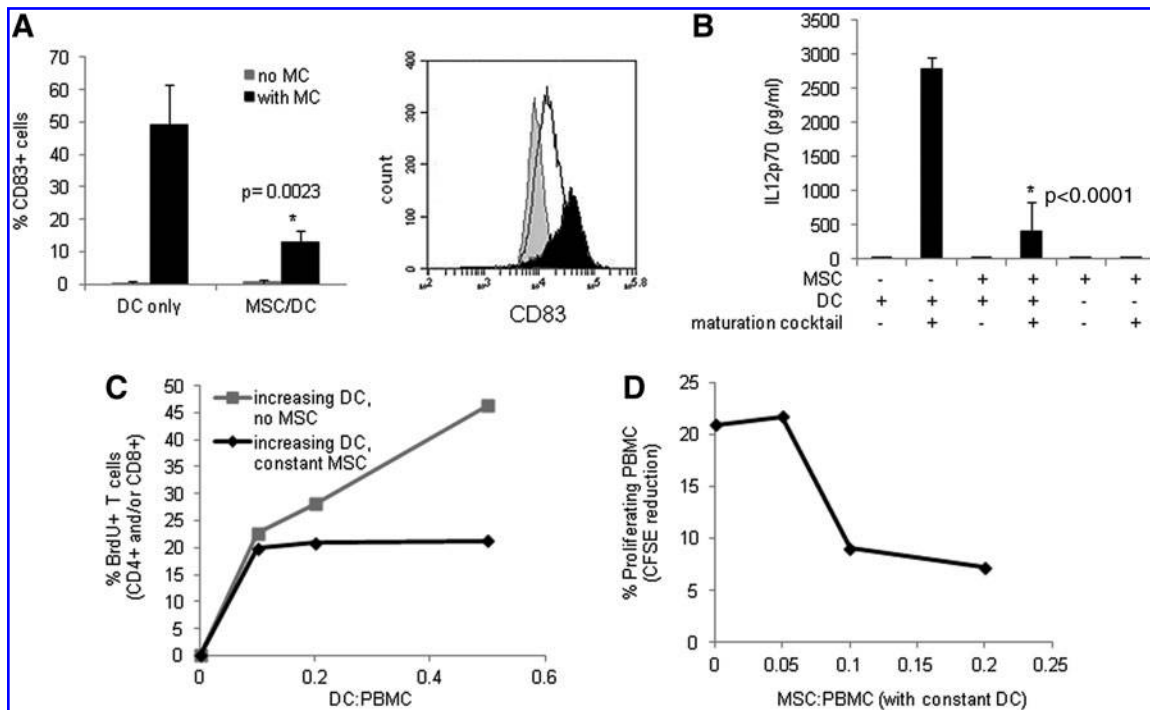 A
70
60
50
40
30
20
10
0
% CD83+ cells
no MC
with MC
p= 0.0023
*
DC only
MSC/DC
400
300
200
100
0
count
CD83
B
3500
3000
2500
2000
1500
1000
500
0
IL12p70 (pg/ml)
* p<0.0001
MSC - - + + + +
DC + + + + - -
maturation cocktail - + - + - +
C
50
45
40
35
30
25
20
15
10
5
0
% BrdU+ T cells
(CD4+ and/or CD8+)
increasing DC,
no MSC
increasing DC,
constant MSC
0 0.2 0.4 0.6
DC:PBMC
D
25
20
15
10
5
0
% Proliferating PBMC
(CFSE reduction)
0 0.05 0.1 0.15 0.2 0.25
MSC:PBMC (with constant DC)